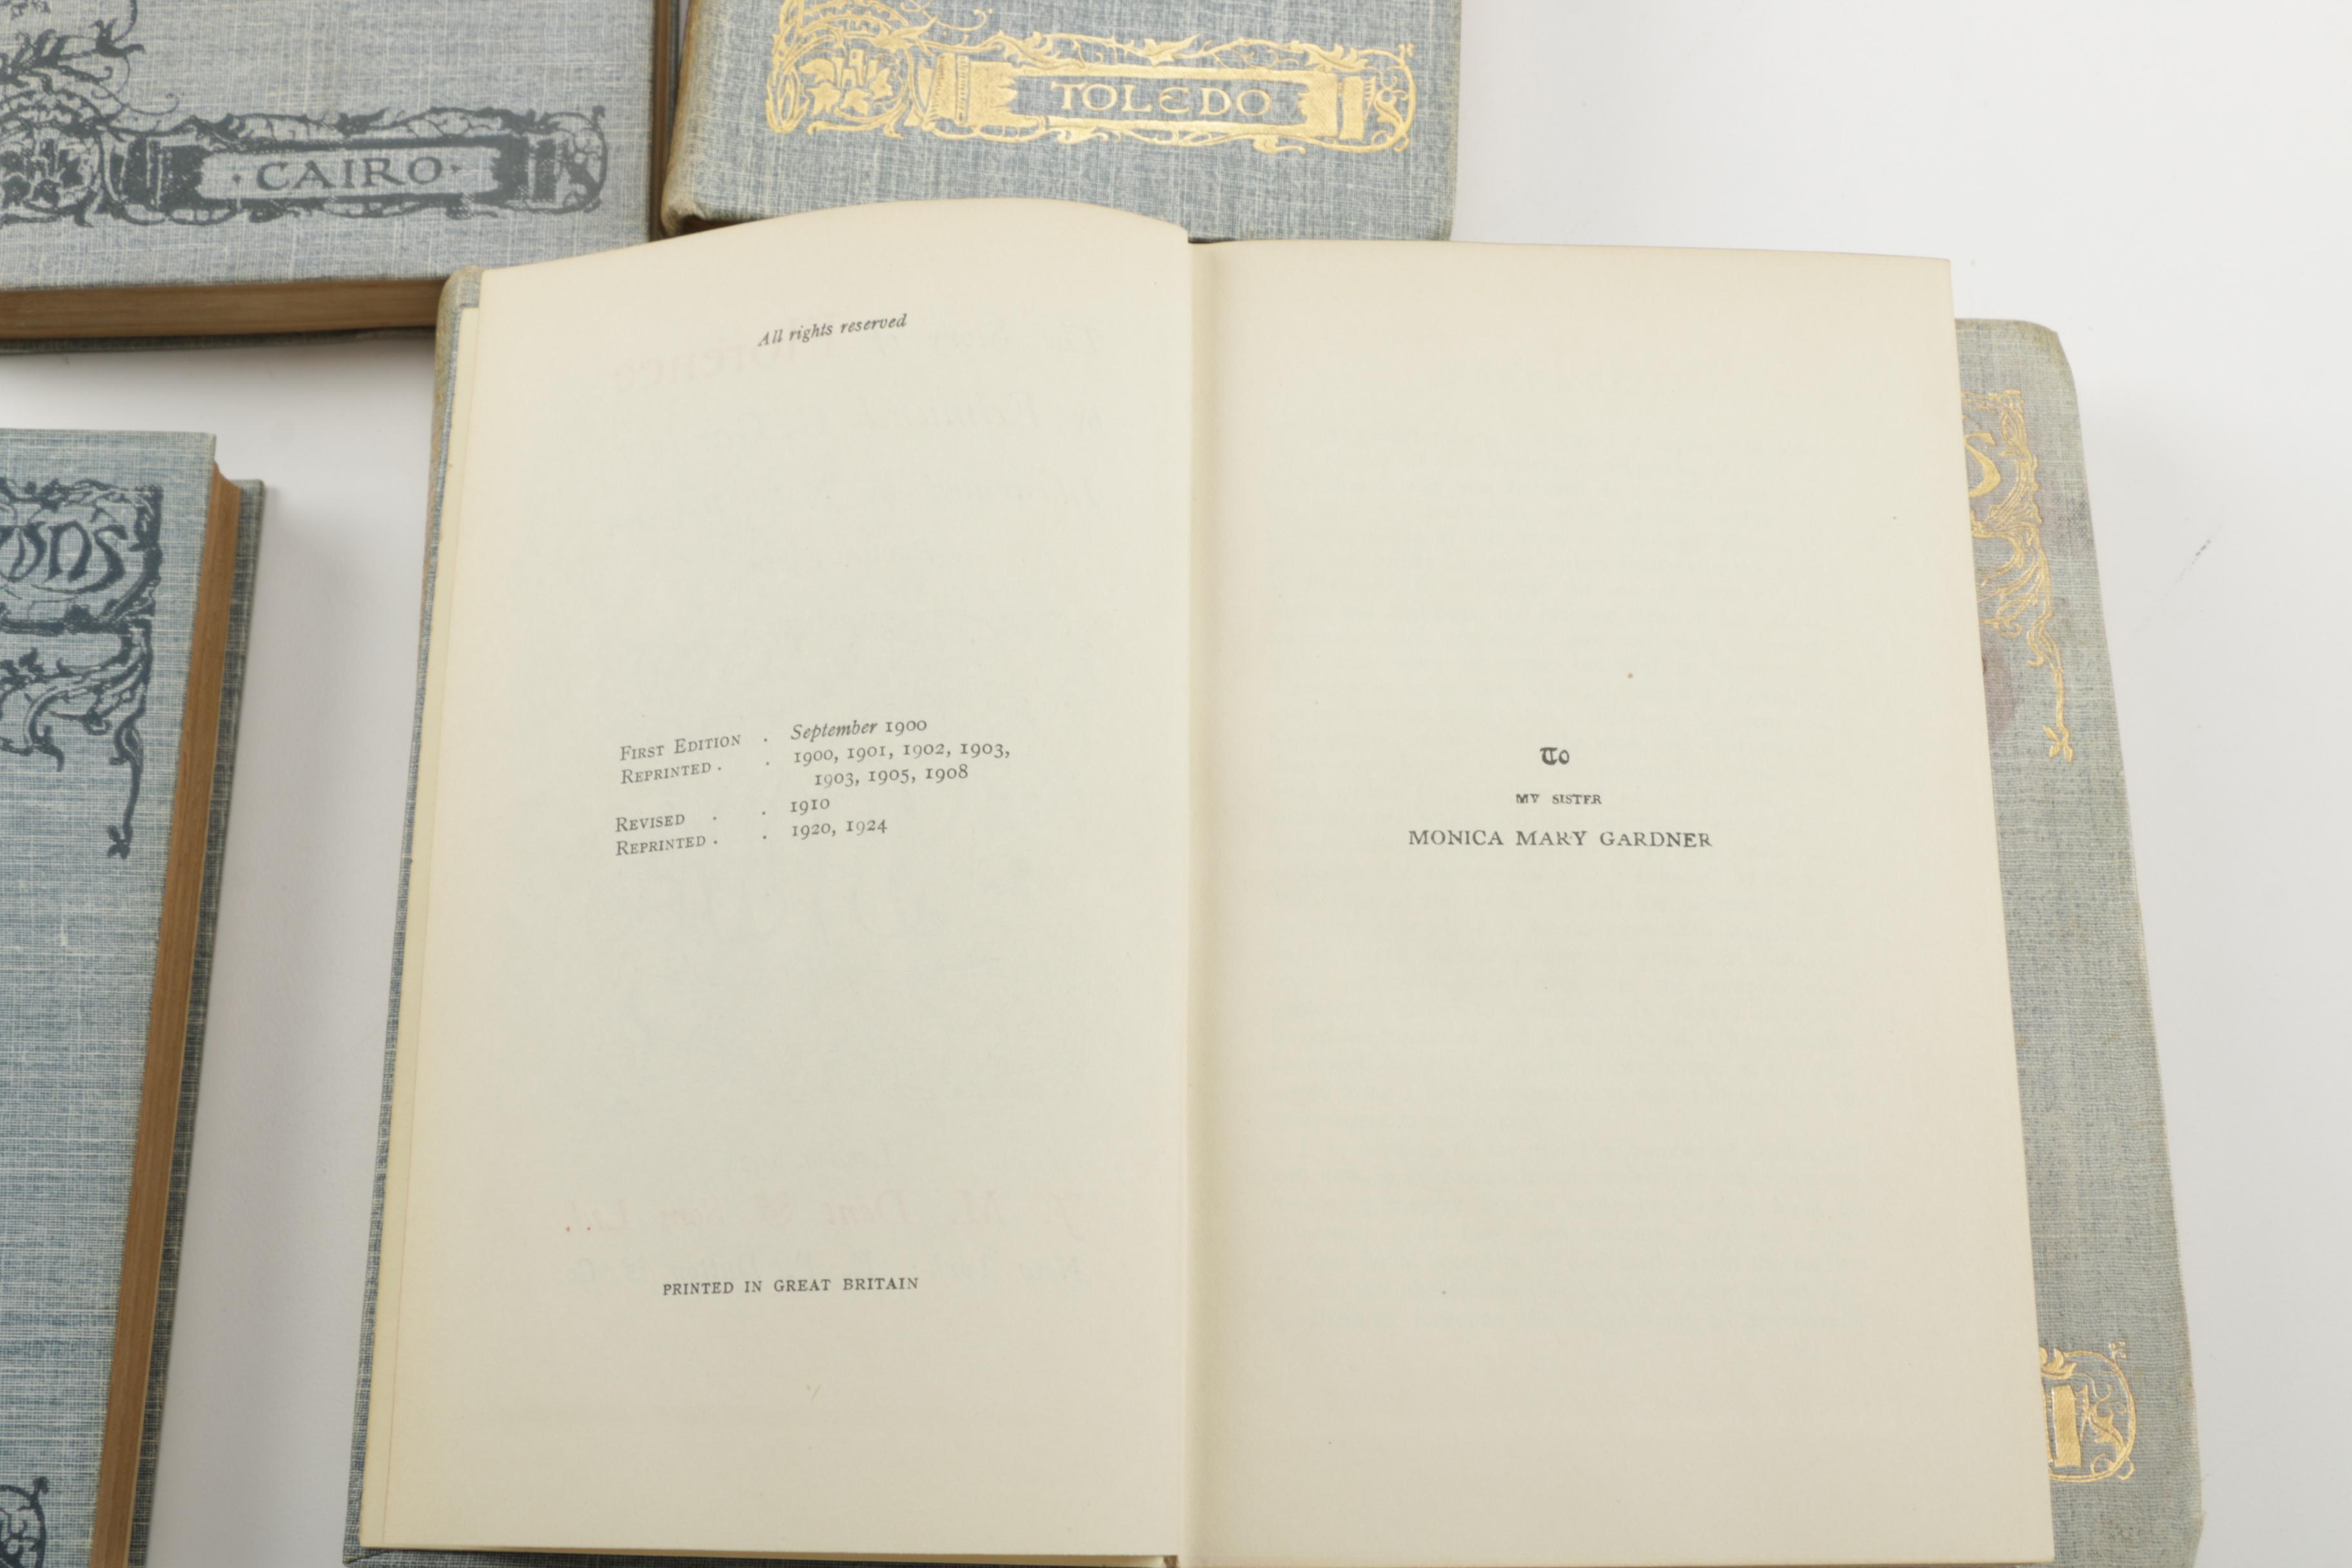 · CAIRO ·
TOLEDO
All rights reserved
FIRST EDITION . September 1900
REPRINTED . . 1900, 1901, 1902, 1903,
1903, 1905, 1908
REVISED . . 1910
REPRINTED . . 1920, 1924
PRINTED IN GREAT BRITAIN
To
MY SISTER
MONICA MARY GARDNER